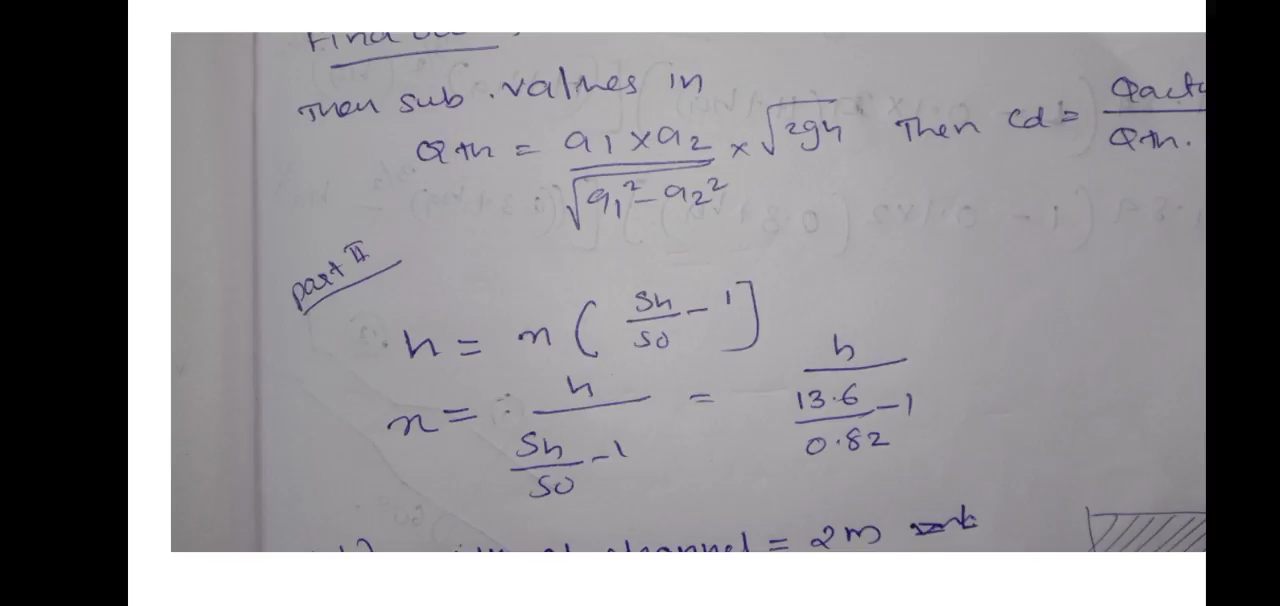 Then sub. values in
Qth = a1 x a2 / √(a1² - a2²) x √2gh Then Cd = Qact / Qth.
Part II
h = x ( Sh/So - 1 ]
x = h / (Sh/So - 1) = h / (13.6/0.82 - 1)
channel = 2m